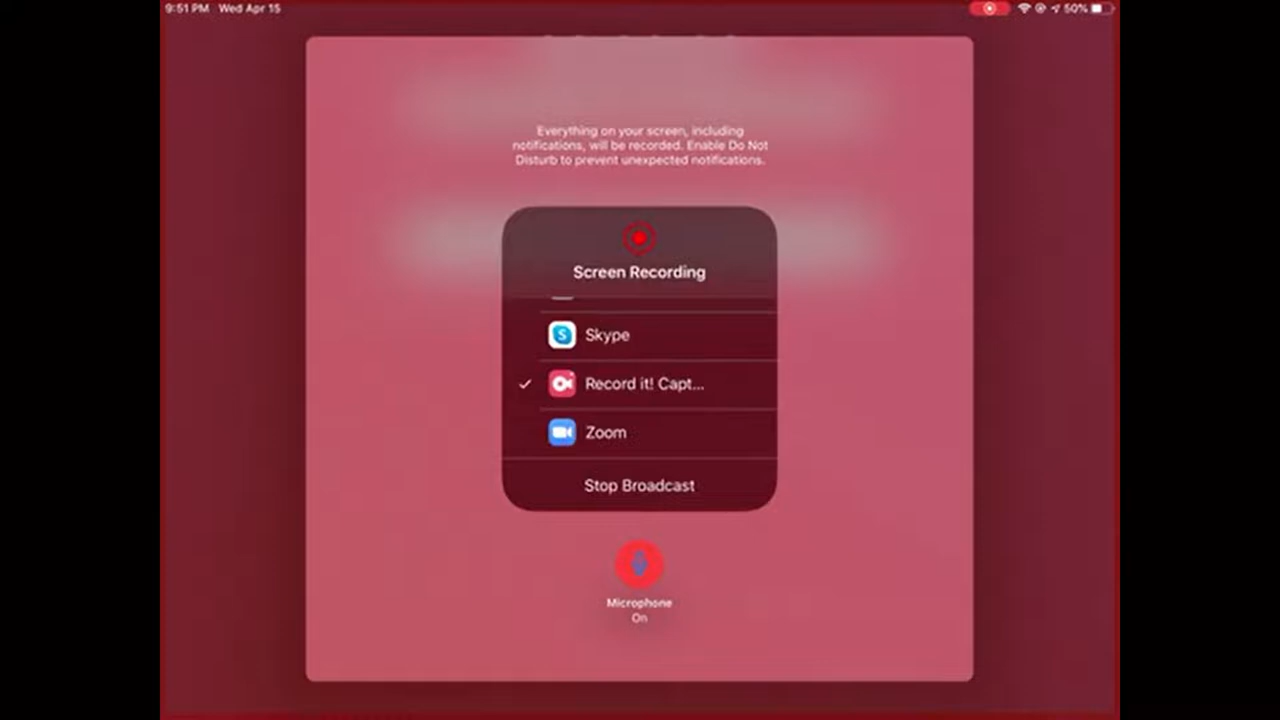 9:51 PM Wed Apr 15
50%
Everything on your screen, including
notifications, will be recorded. Enable Do Not
Disturb to prevent unexpected notifications.
Screen Recording
Skype
Record it! Capt...
Zoom
Stop Broadcast
Microphone
On